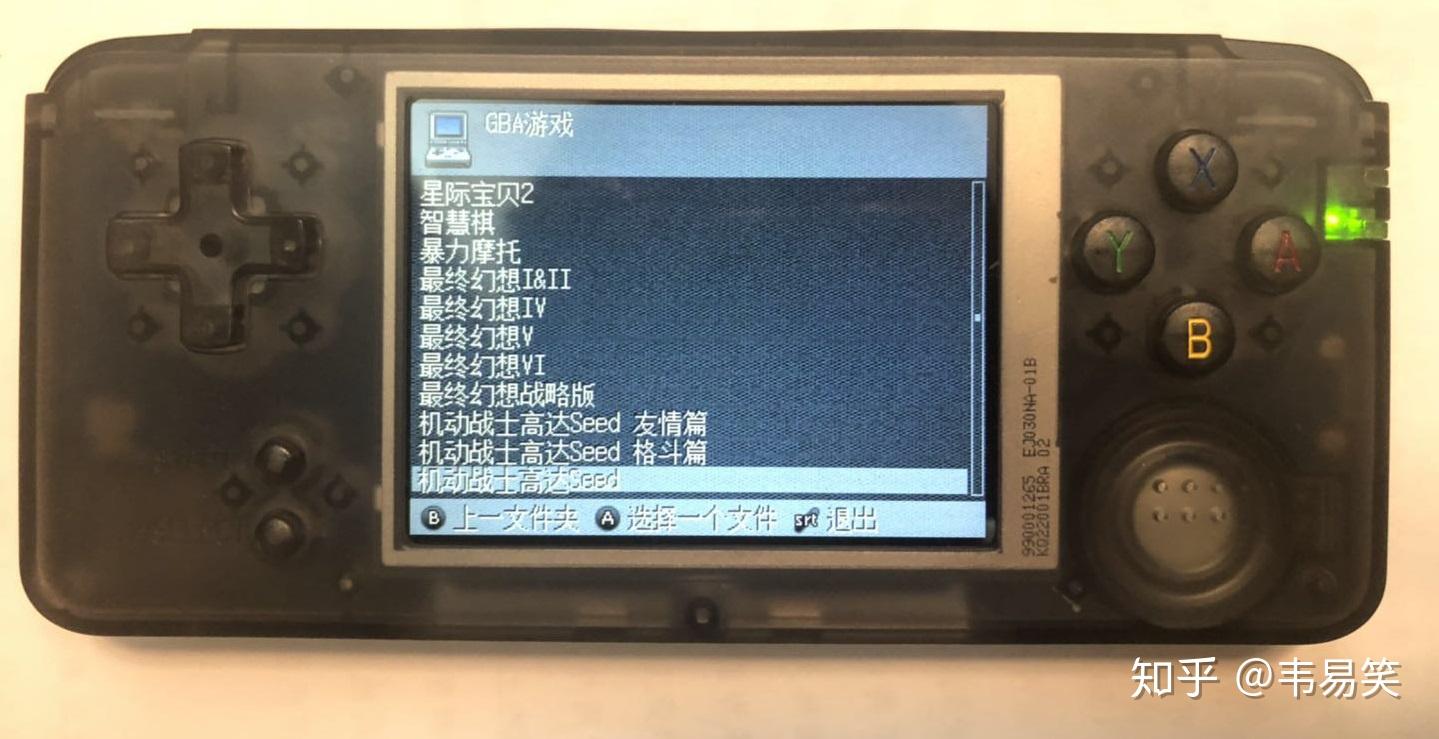 GBA游戏
星际宝贝2
智慧棋
暴力摩托
最终幻想I&II
最终幻想IV
最终幻想V
最终幻想VI
最终幻想战略版
机动战士高达Seed 友情篇
机动战士高达Seed 格斗篇
机动战士高达Seed
B 上一文件夹 A 选择一个文件 srt 退出
X
Y
A
B
990001265 EJ030NA-01B
KQ22001BRA 02
知乎 @韦易笑